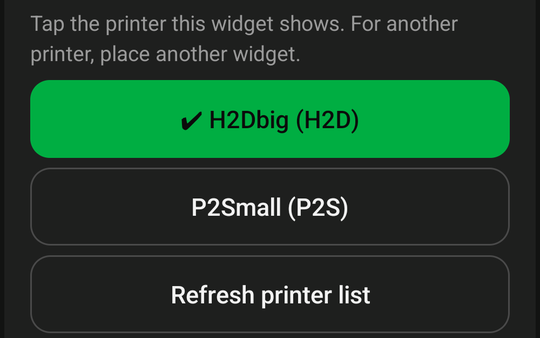 Tap the printer this widget shows. For another
printer, place another widget.
✔ H2Dbig (H2D)
P2Small (P2S)
Refresh printer list